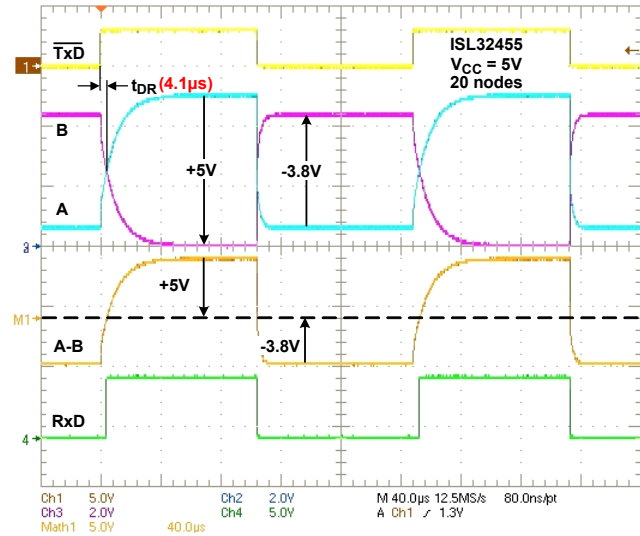 TxD
ISL32455
VCC = 5V
20 nodes
1
tDR (4.1µs)
B
+5V
-3.8V
A
3
+5V
M1
A-B
-3.8V
RxD
4
Ch1 5.0V Ch2 2.0V M 40.0µs 12.5MS/s 80.0ns/pt
Ch3 2.0V Ch4 5.0V A Ch1 ∕ 1.3V
Math1 5.0V 40.0µs